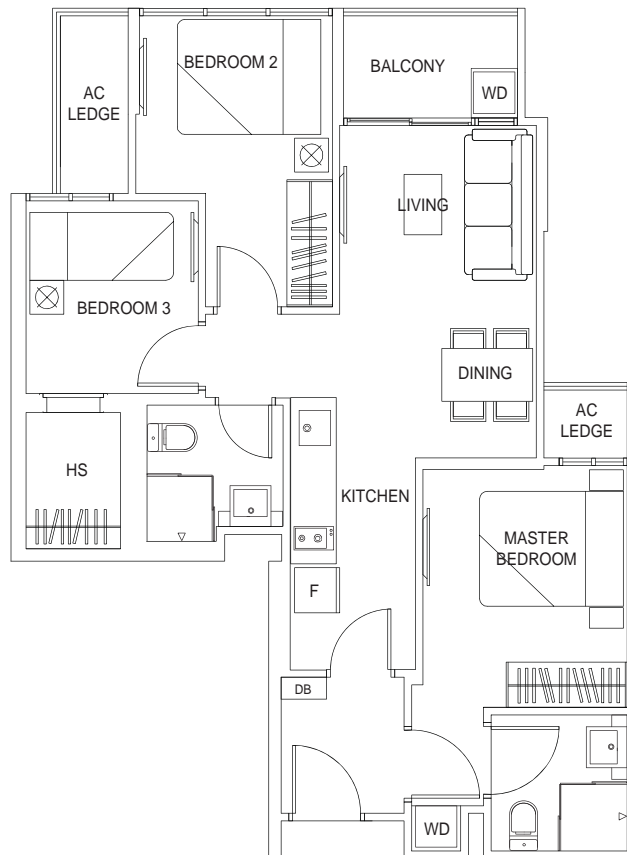 BEDROOM 2
BALCONY
AC
LEDGE
WD
LIVING
BEDROOM 3
DINING
AC
LEDGE
HS
KITCHEN
MASTER
BEDROOM
F
DB
WD